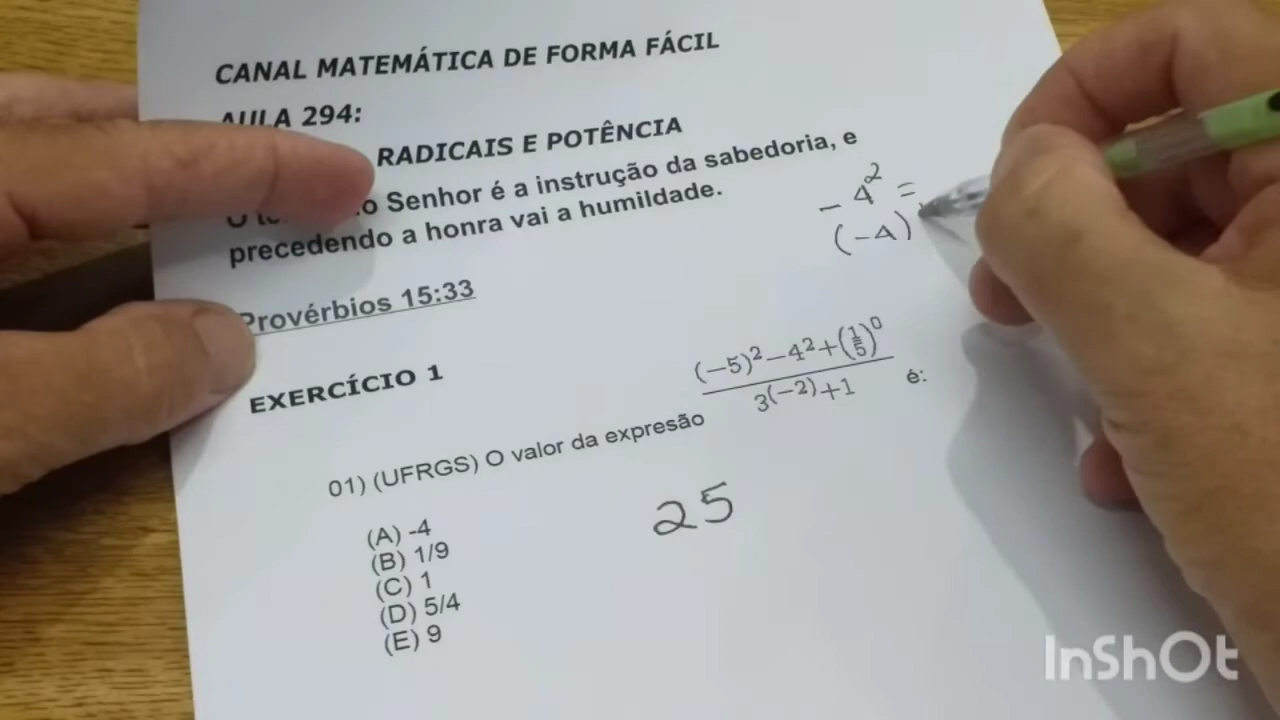 CANAL MATEMÁTICA DE FORMA FÁCIL
AULA 294:
RADICAIS E POTÊNCIA
O Senhor é a instrução da sabedoria, e
precedendo a honra vai a humildade.
- 4² =
(-4)
Provérbios 15:33
EXERCÍCIO 1
01) (UFRGS) O valor da expresão ((-5)² - 4² + (1/5)⁰) / (3(-2) + 1) é:
25
(A) -4
(B) 1/9
(C) 1
(D) 5/4
(E) 9
InShOt